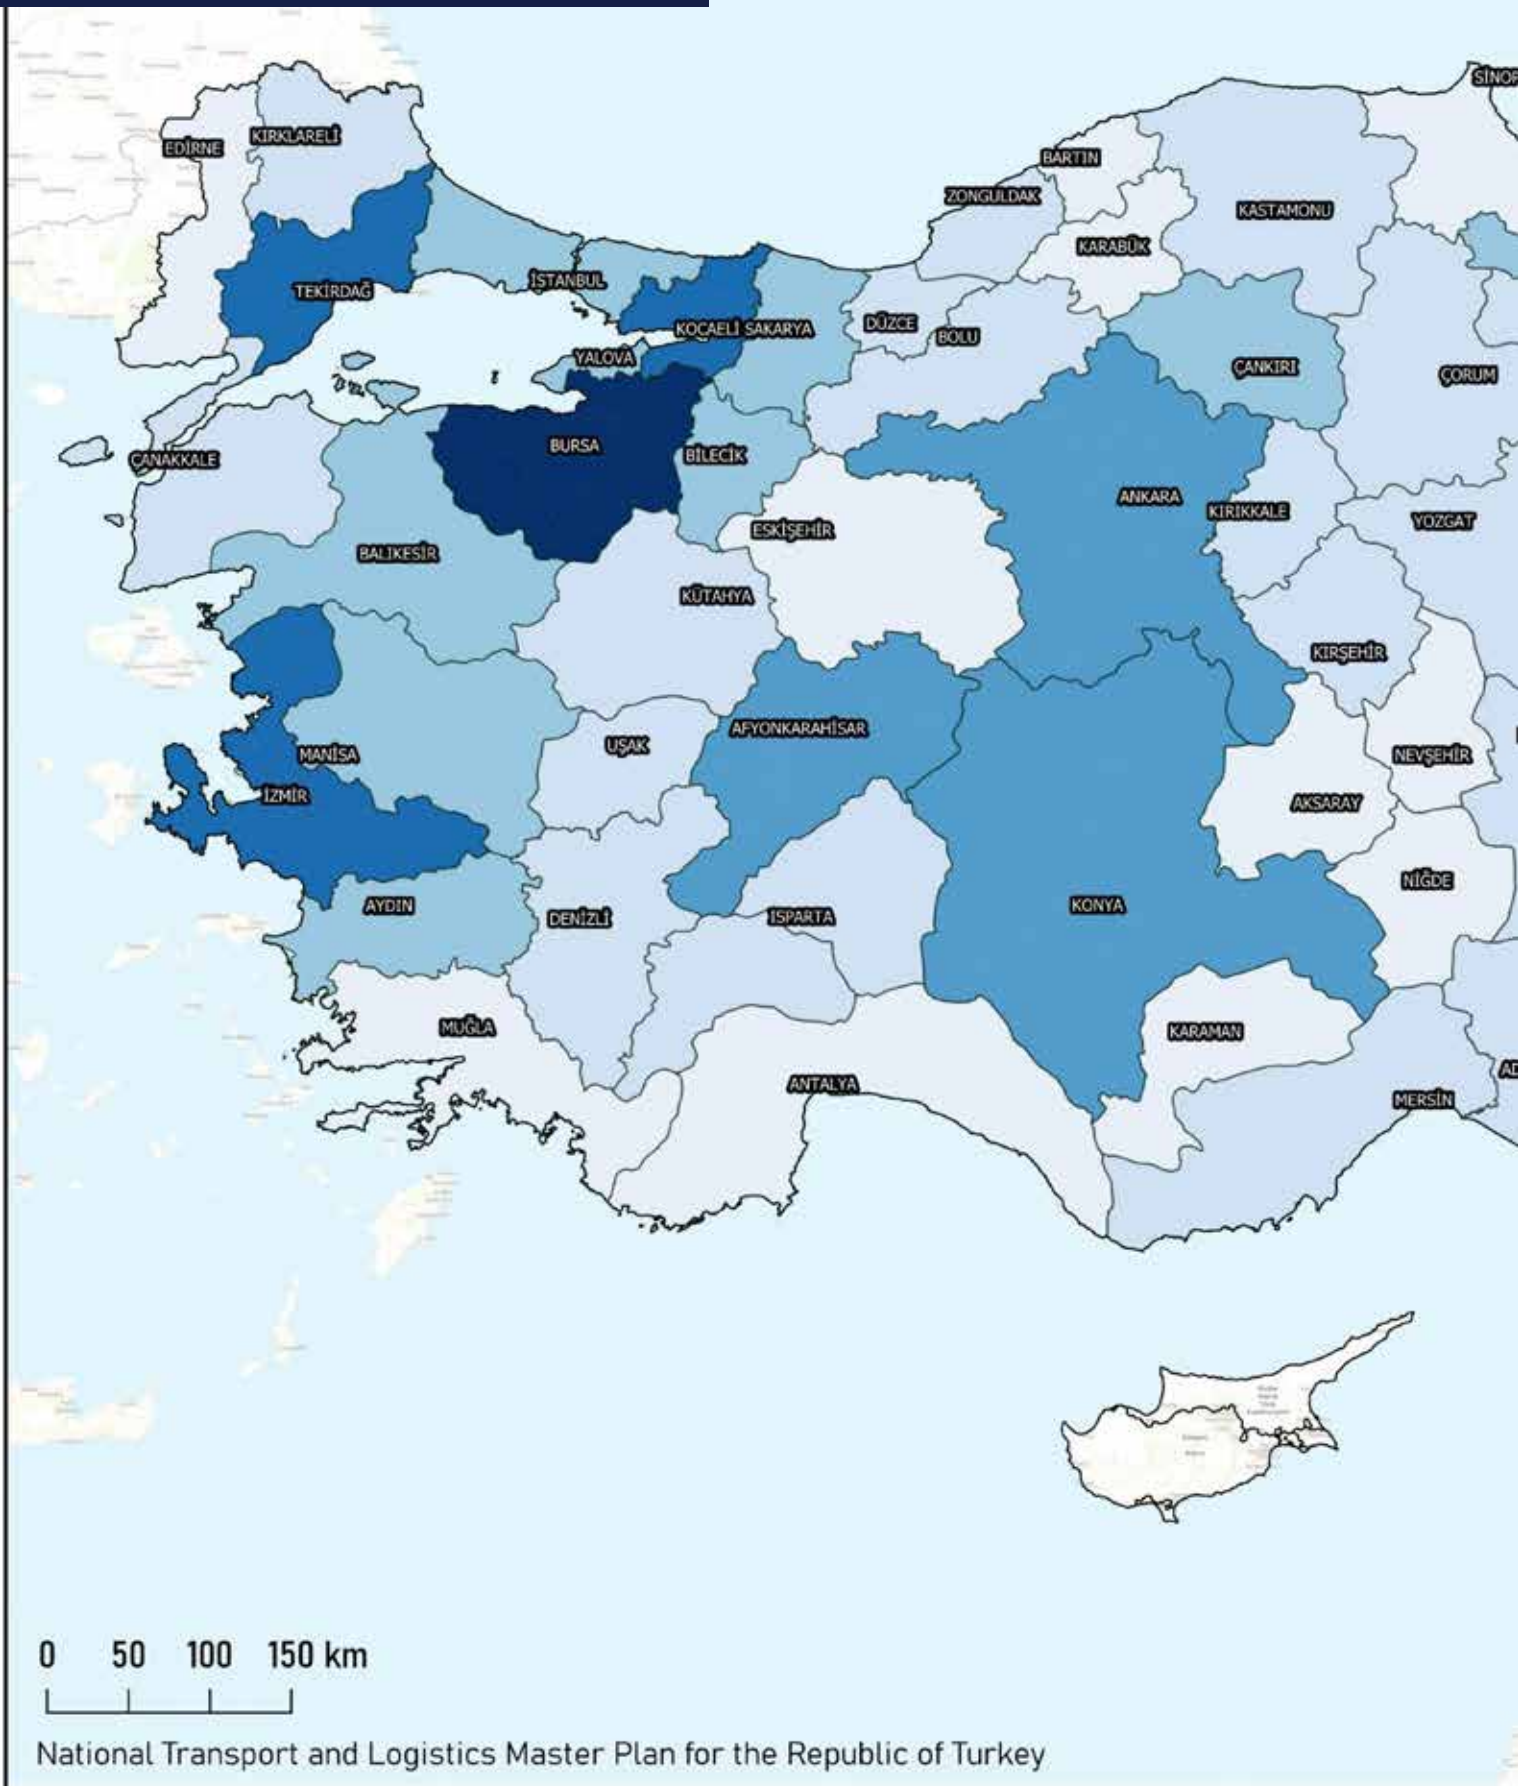 SİNOP
EDİRNE
KIRKLARELİ
BARTIN
ZONGULDAK
KASTAMONU
KARABÜK
TEKİRDAĞ
İSTANBUL
KOCAELİ
SAKARYA
DÜZCE
BOLU
YALOVA
ÇANKIRI
ÇORUM
BURSA
BİLECİK
ÇANAKKALE
ANKARA
KIRIKKALE
YOZGAT
ESKİŞEHİR
BALIKESİR
KÜTAHYA
KIRŞEHİR
AFYONKARAHİSAR
UŞAK
MANİSA
NEVŞEHİR
İZMİR
AKSARAY
NİĞDE
AYDIN
DENİZLİ
ISPARTA
KONYA
MUĞLA
KARAMAN
ANTALYA
AD
MERSİN
0 50 100 150 km
National Transport and Logistics Master Plan for the Republic of Turkey